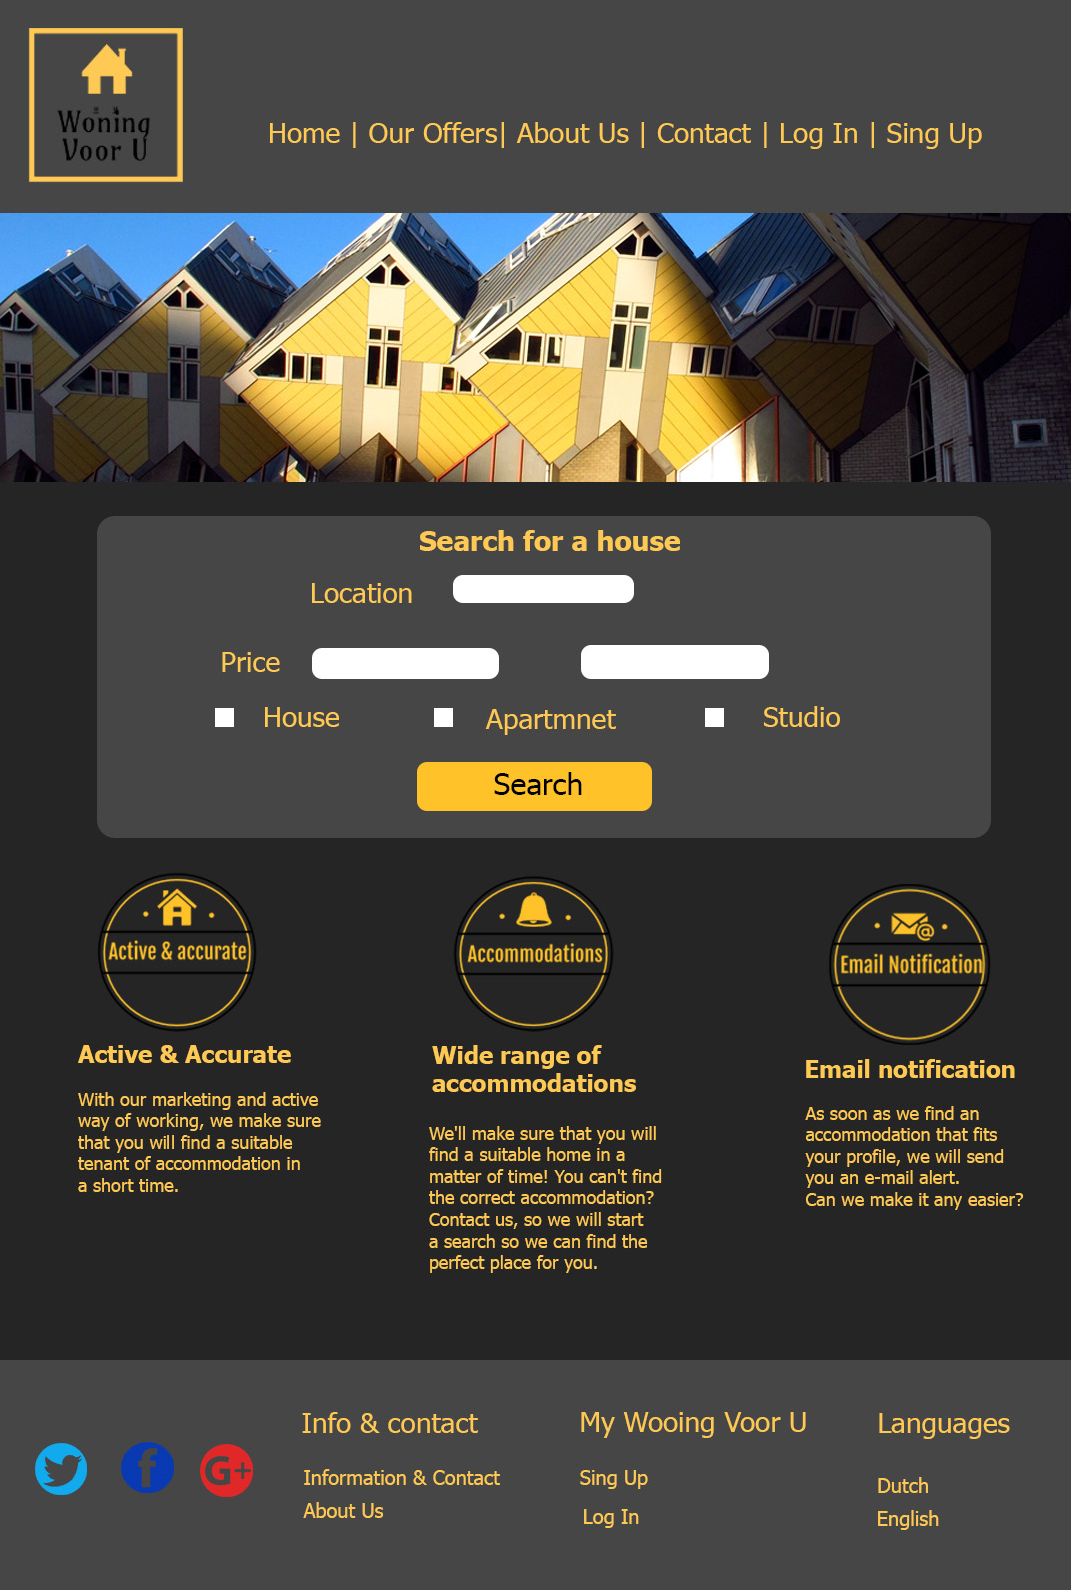 Woning
Voor U
Home | Our Offers| About Us | Contact | Log In | Sing Up
Search for a house
Location
Price
House
Apartmnet
Studio
Search
Active & accurate
Accommodations
Email Notification
Active & Accurate
With our marketing and active
way of working, we make sure
that you will find a suitable
tenant of accommodation in
a short time.
Wide range of
accommodations
We'll make sure that you will
find a suitable home in a
matter of time! You can't find
the correct accommodation?
Contact us, so we will start
a search so we can find the
perfect place for you.
Email notification
As soon as we find an
accommodation that fits
your profile, we will send
you an e-mail alert.
Can we make it any easier?
f
G+
Info & contact
Information & Contact
About Us
My Wooing Voor U
Sing Up
Log In
Languages
Dutch
English